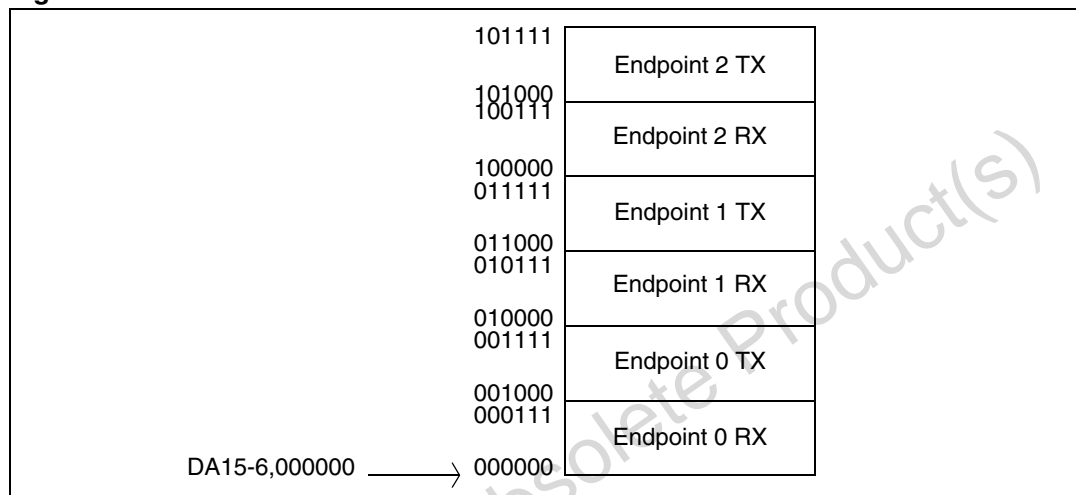 101111
Endpoint 2 TX
101000
100111
Endpoint 2 RX
100000
011111
Endpoint 1 TX
011000
010111
Endpoint 1 RX
010000
001111
Endpoint 0 TX
001000
000111
Endpoint 0 RX
DA15-6,000000
000000
solete Product(s)